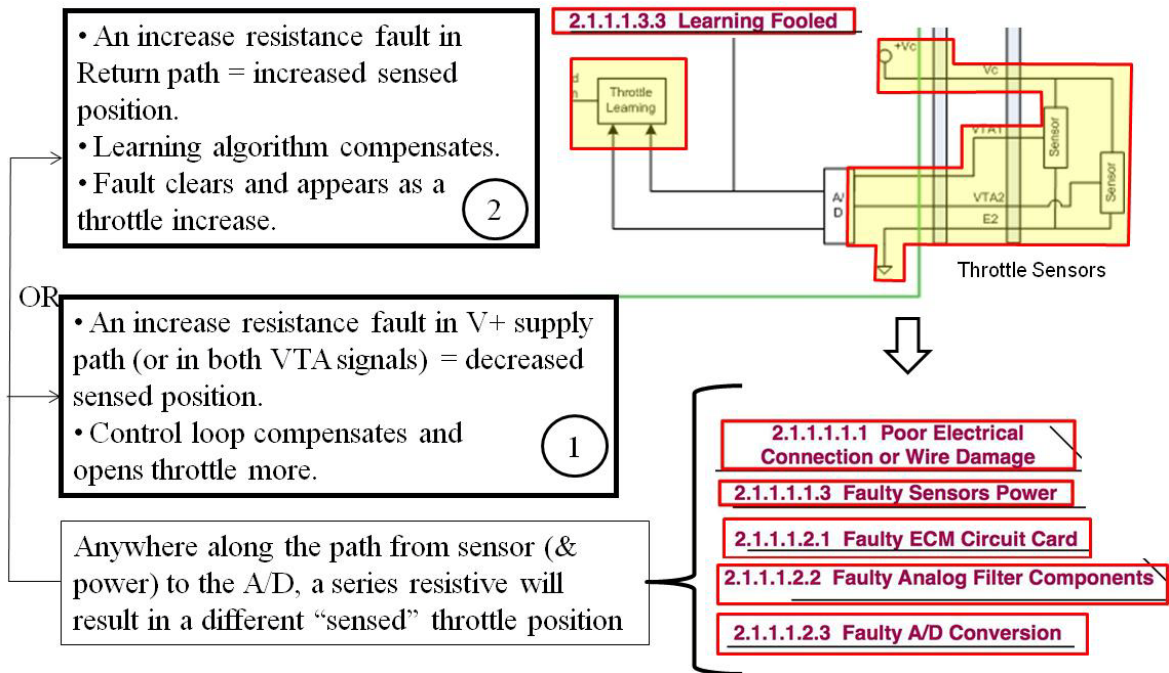 • An increase resistance fault in
Return path = increased sensed
position.
• Learning algorithm compensates.
• Fault clears and appears as a
throttle increase.
2
OR
• An increase resistance fault in V+ supply
path (or in both VTA signals) = decreased
sensed position.
• Control loop compensates and
opens throttle more.
1
Anywhere along the path from sensor (&
power) to the A/D, a series resistive will
result in a different “sensed” throttle position
2.1.1.1.3.3 Learning Fooled
d
n
Throttle
Learning
+Vc
Vc
VTA1
Sensor
Sensor
A/
D
VTA2
E2
Throttle Sensors
2.1.1.1.1.1 Poor Electrical
Connection or Wire Damage
2.1.1.1.1.3 Faulty Sensors Power
2.1.1.1.2.1 Faulty ECM Circuit Card
2.1.1.1.2.2 Faulty Analog Filter Components
2.1.1.1.2.3 Faulty A/D Conversion